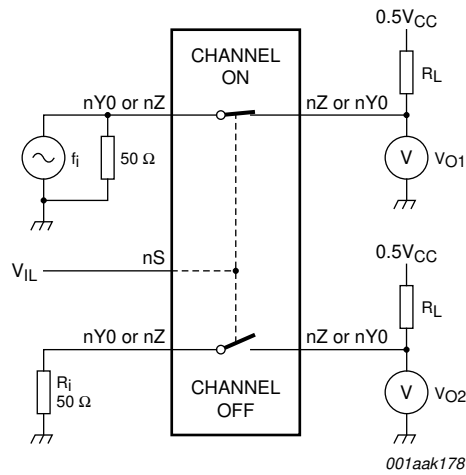 0.5VCC
CHANNEL
ON
RL
nY0 or nZ
nZ or nY0
fi
50 Ω
V
VO1
nS
VIL
0.5VCC
RL
nY0 or nZ
nZ or nY0
Ri
50 Ω
CHANNEL
OFF
V
VO2
001aak178